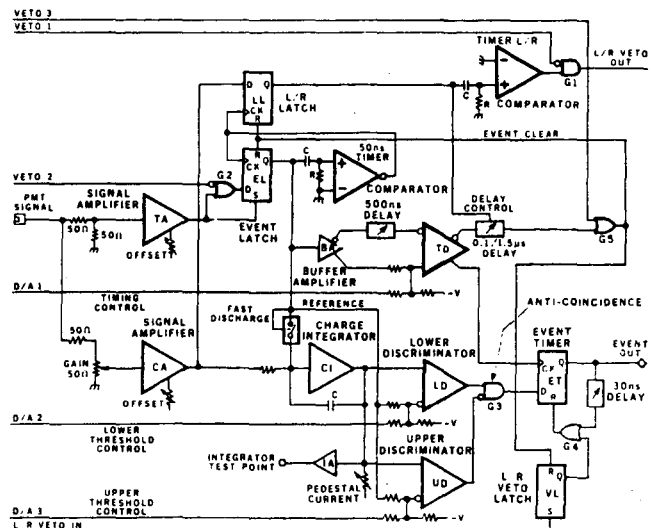 VETO 3
VETO 1
TIMER L/R
L/R VETO
OUT
G1
D Q
LL
CK
R
L/R
LATCH
C
R
COMPARATOR
EVENT CLEAR
R
CK Q
EL
D
S
G2
C
R
50ns
TIMER
COMPARATOR
VETO 2
PMT
SIGNAL
SIGNAL
AMPLIFIER
TA
50Ω
50Ω
OFFSET
EVENT
LATCH
500ns
DELAY
DELAY
CONTROL
G5
BA
BUFFER
AMPLIFIER
TD
0.1/1.5µs
DELAY
D/A 1
TIMING
CONTROL
-V
FAST
DISCHARGE
REFERENCE
ANTI-COINCIDENCE
50Ω
SIGNAL
AMPLIFIER
CHARGE
INTEGRATOR
LOWER
DISCRIMINATOR
EVENT
TIMER
EVENT
OUT
GAIN
50Ω
CA
OFFSET
CI
C
LD
G3
Q
CK
ET
D
R
30ns
DELAY
D/A 2
LOWER
THRESHOLD
CONTROL
-V
UPPER
DISCRIMINATOR
G4
INTEGRATOR
TEST POINT
IA
UD
PEDESTAL
CURRENT
L R
VETO
LATCH
R Q
VL
S
D/A 3
UPPER
THRESHOLD
CONTROL
-V
L R VETO IN